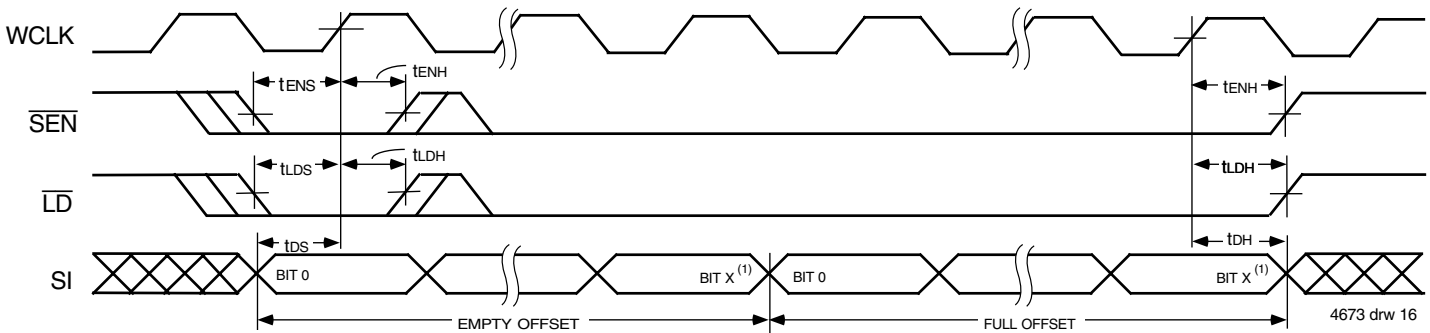 WCLK
tENS
tENH
tENH
SEN
tLDS
tLDH
tLDH
LD
tDS
tDH
SI
BIT 0
BIT X (1)
BIT 0
BIT X (1)
EMPTY OFFSET
FULL OFFSET
4673 drw 16